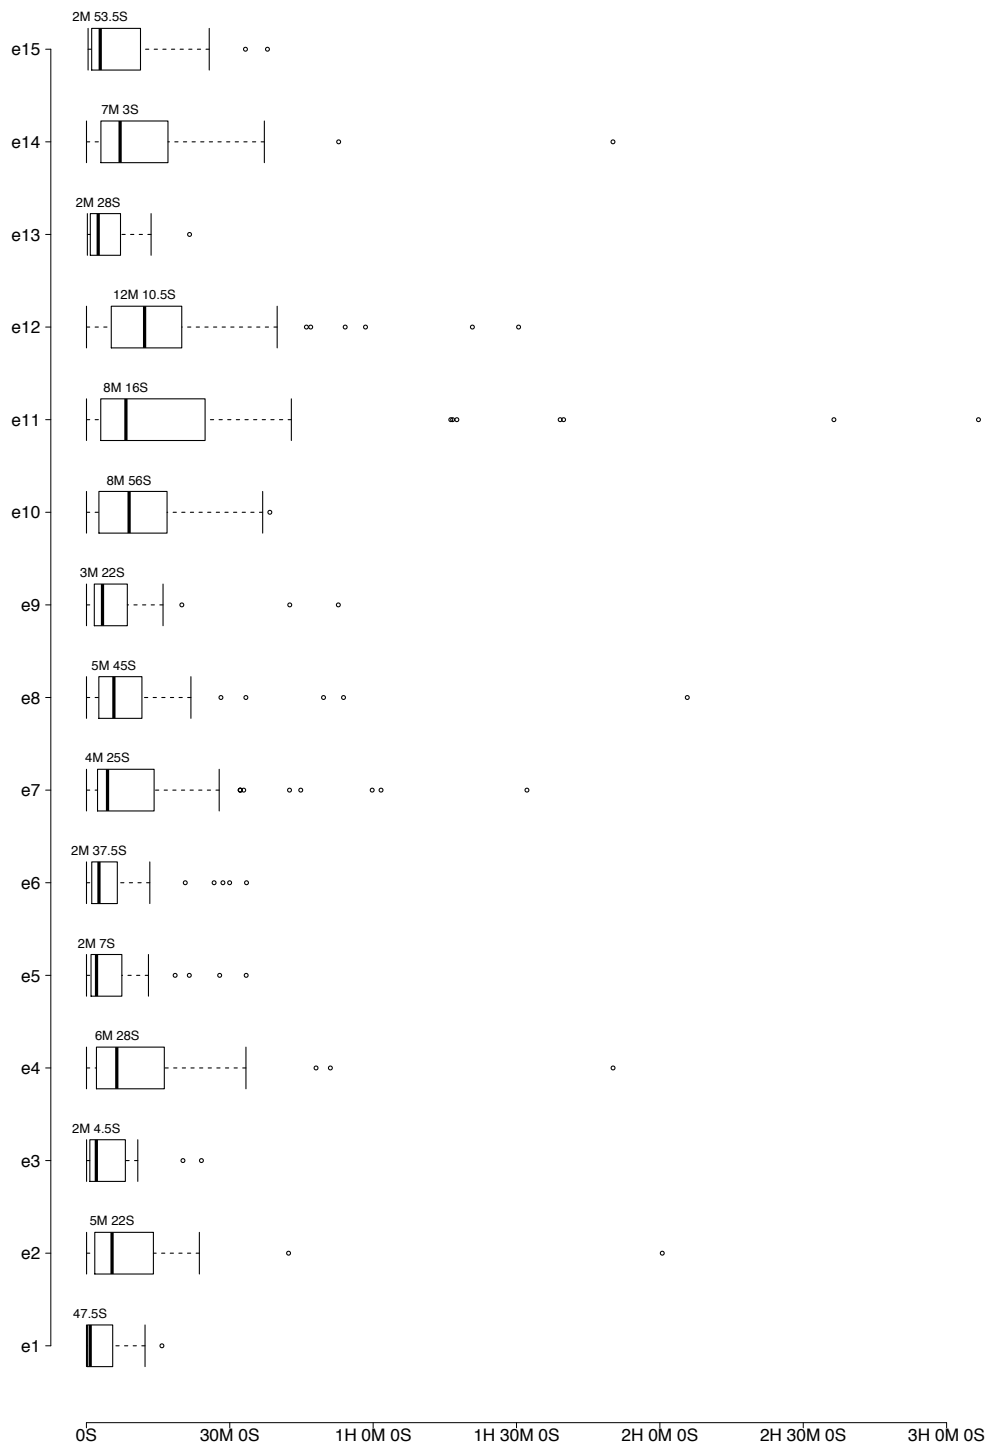 2M 53.5S
e15
7M 3S
e14
2M 28S
e13
12M 10.5S
e12
8M 16S
e11
8M 56S
e10
3M 22S
e9
5M 45S
e8
4M 25S
e7
2M 37.5S
e6
2M 7S
e5
6M 28S
e4
2M 4.5S
e3
5M 22S
e2
47.5S
e1
0S 30M 0S 1H 0M 0S 1H 30M 0S 2H 0M 0S 2H 30M 0S 3H 0M 0S